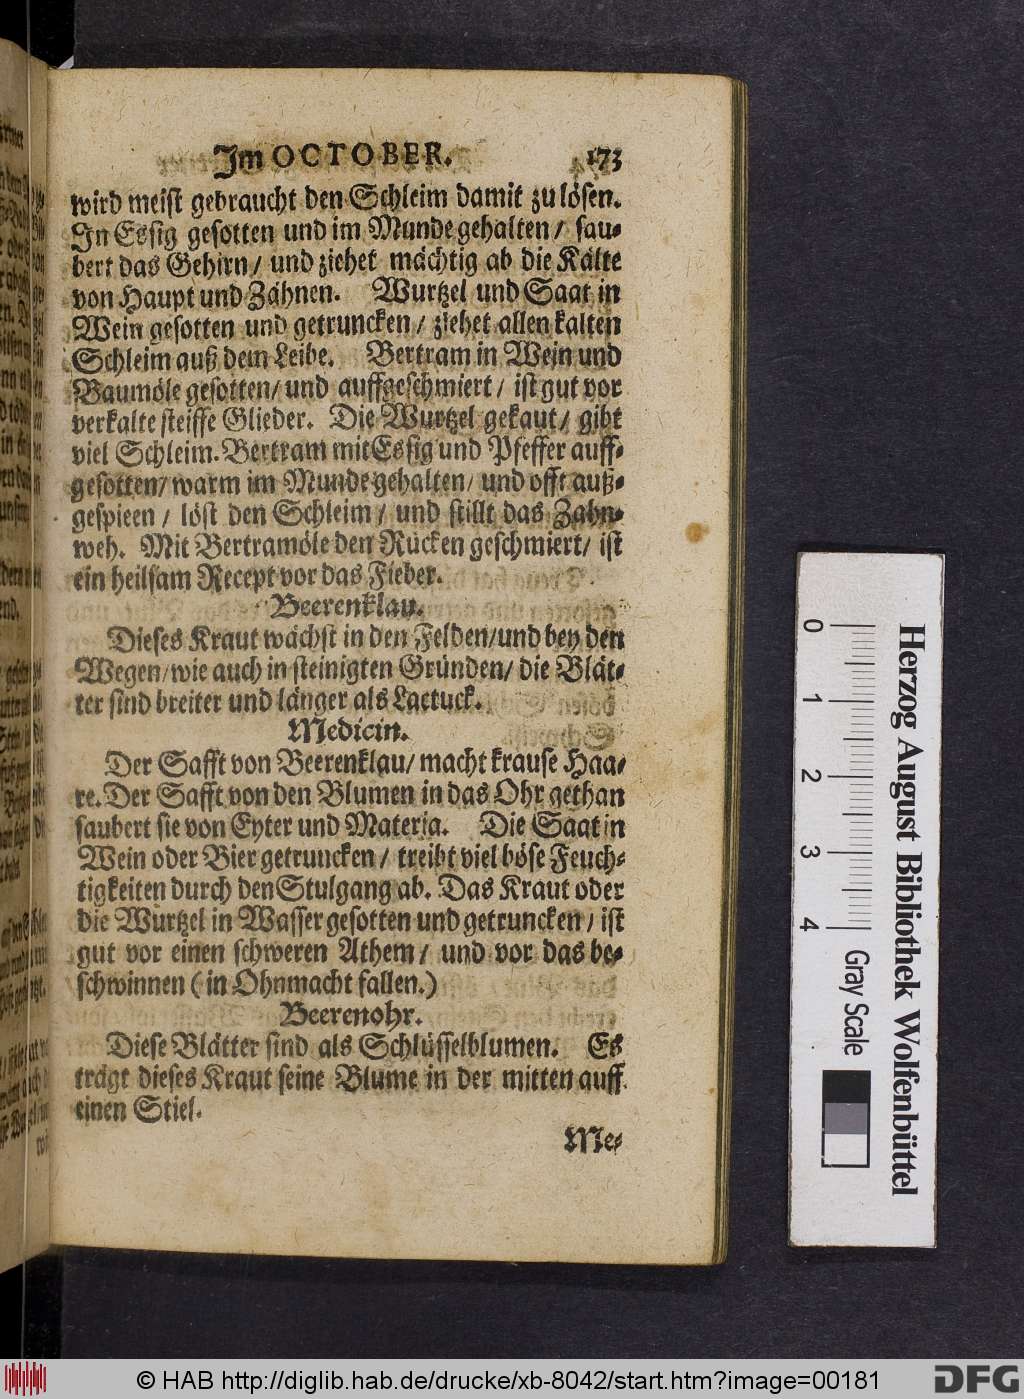 Im OCTOBER. 173
wird meist gebraucht den Schleim damit zu lösen.
In Essig gesotten und im Munde gehalten / sau-
bert das Gehirn / und ziehet mächtig ab die Kälte
von Haupt und Zähnen. Wurtzel und Saat in
Wein gesotten und getruncken / ziehet allen kalten
Schleim auß dem Leibe. Bertram in Wein und
Baumöle gesotten / und auffgeschmiert / ist gut vor
verkalte steiffe Glieder. Die Wurtzel gekaut / gibt
viel Schleim. Bertram mit Essig und Pfeffer auff-
gesotten / warm im Munde gehalten / und offt auß-
gespieen / löst den Schleim / und stillt das Zahn-
weh. Mit Bertramöle den Rücken geschmiert / ist
ein heilsam Recept vor das Fieber.
Beerenklau.
Dieses Kraut wächst in den Felden / und bey den
Wegen / wie auch in steinigten Gründen / die Blät-
ter sind breiter und länger als Lactuck.
Medicin.
Der Safft von Beerenklau / macht krause Haa-
re. Der Safft von den Blumen in das Ohr gethan
saubert sie von Eyter und Materia. Die Saat in
Wein oder Bier getruncken / treibt viel böse Feuch-
tigkeiten durch den Stulgang ab. Das Kraut oder
die Würtzel in Wasser gesotten und getruncken / ist
gut vor einen schweren Athem / und vor das be-
schwinnen (in Ohnmacht fallen.)
Beerenohr.
Diese Blätter sind als Schlüsselblumen. Es
trägt dieses Kraut seine Blume in der mitten auff
einen Stiel.
Me-
Herzog August Bibliothek Wolfenbüttel
0 1 2 3 4 Gray Scale
© HAB http://diglib.hab.de/drucke/xb-8042/start.htm?image=00181
DFG